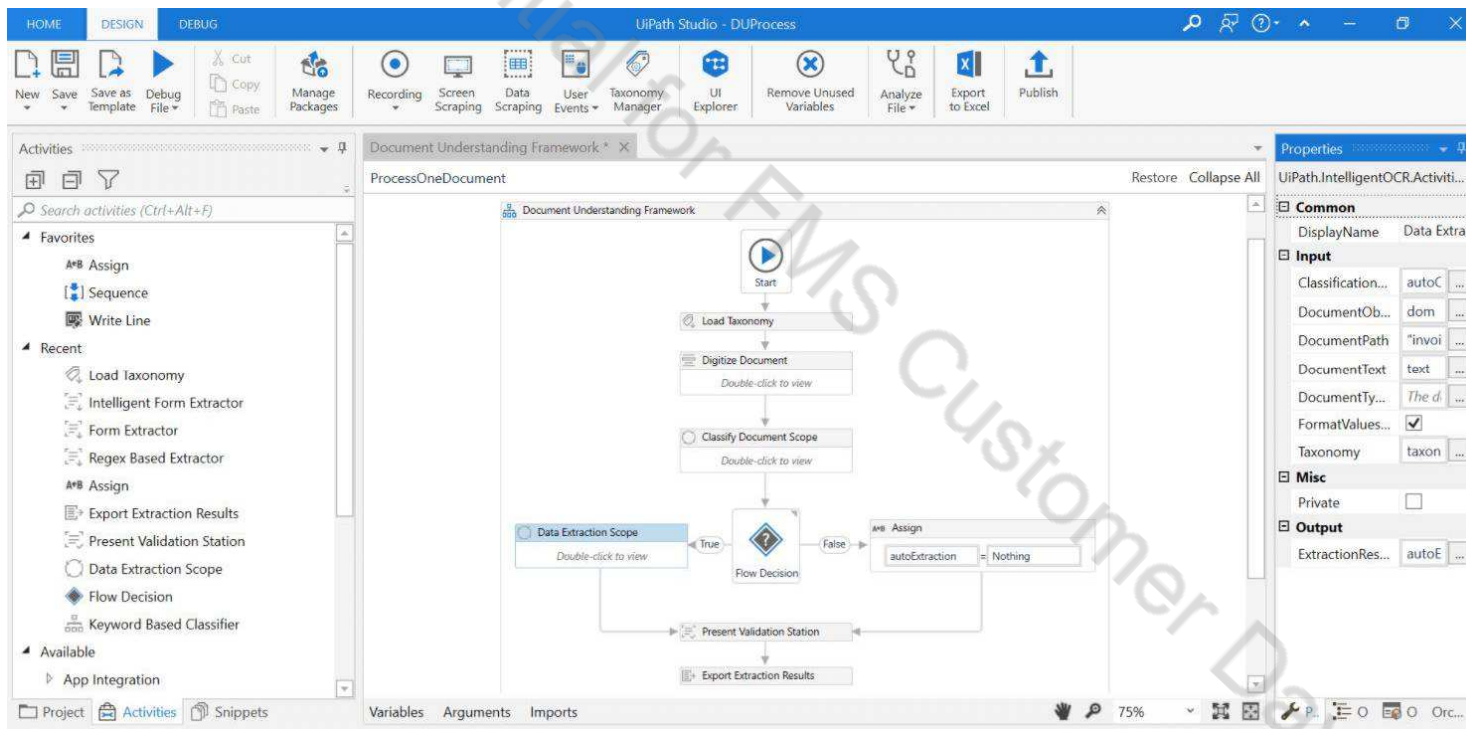 HOME DESIGN DEBUG UiPath Studio - DUProcess
New Save Save as Template Debug File Cut Copy Paste Manage Packages Recording Screen Scraping Data Scraping User Events Taxonomy Manager UI Explorer Remove Unused Variables Analyze File Export to Excel Publish
Activities
Search activities (Ctrl+Alt+F)
Favorites
Assign
Sequence
Write Line
Recent
Load Taxonomy
Intelligent Form Extractor
Form Extractor
Regex Based Extractor
Assign
Export Extraction Results
Present Validation Station
Data Extraction Scope
Flow Decision
Keyword Based Classifier
Available
App Integration
Project Activities Snippets
Document Understanding Framework * X
ProcessOneDocument Restore Collapse All
Document Understanding Framework
Start
Load Taxonomy
Digitize Document
Double-click to view
Classify Document Scope
Double-click to view
Data Extraction Scope
Double-click to view
True
Flow Decision
False
A*B Assign
autoExtraction = Nothing
Present Validation Station
Export Extraction Results
Variables Arguments Imports 75%
Properties
UiPath.IntelligentOCR.Activiti...
Common
DisplayName Data Extra
Input
Classification... autoC ...
DocumentOb... dom ...
DocumentPath "invoi ...
DocumentText text ...
DocumentTy... The d ...
FormatValues...
Taxonomy taxon ...
Misc
Private
Output
ExtractionRes... autoE ...
P.. O O Orc...
for FMS Customer Da